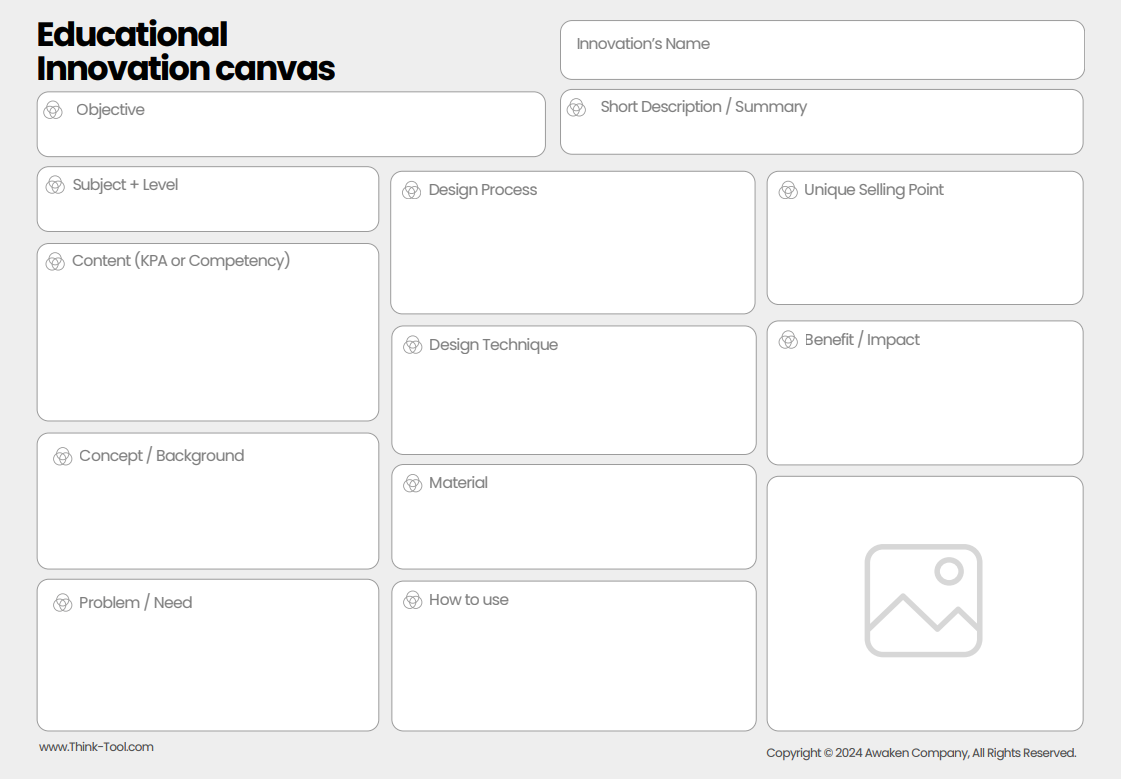 Educational
Innovation canvas
Innovation's Name
Objective
Short Description / Summary
Subject + Level
Design Process
Unique Selling Point
Content (KPA or Competency)
Design Technique
Benefit / Impact
Concept / Background
Material
Problem / Need
How to use
www.Think-Tool.com
Copyright © 2024 Awaken Company, All Rights Reserved.